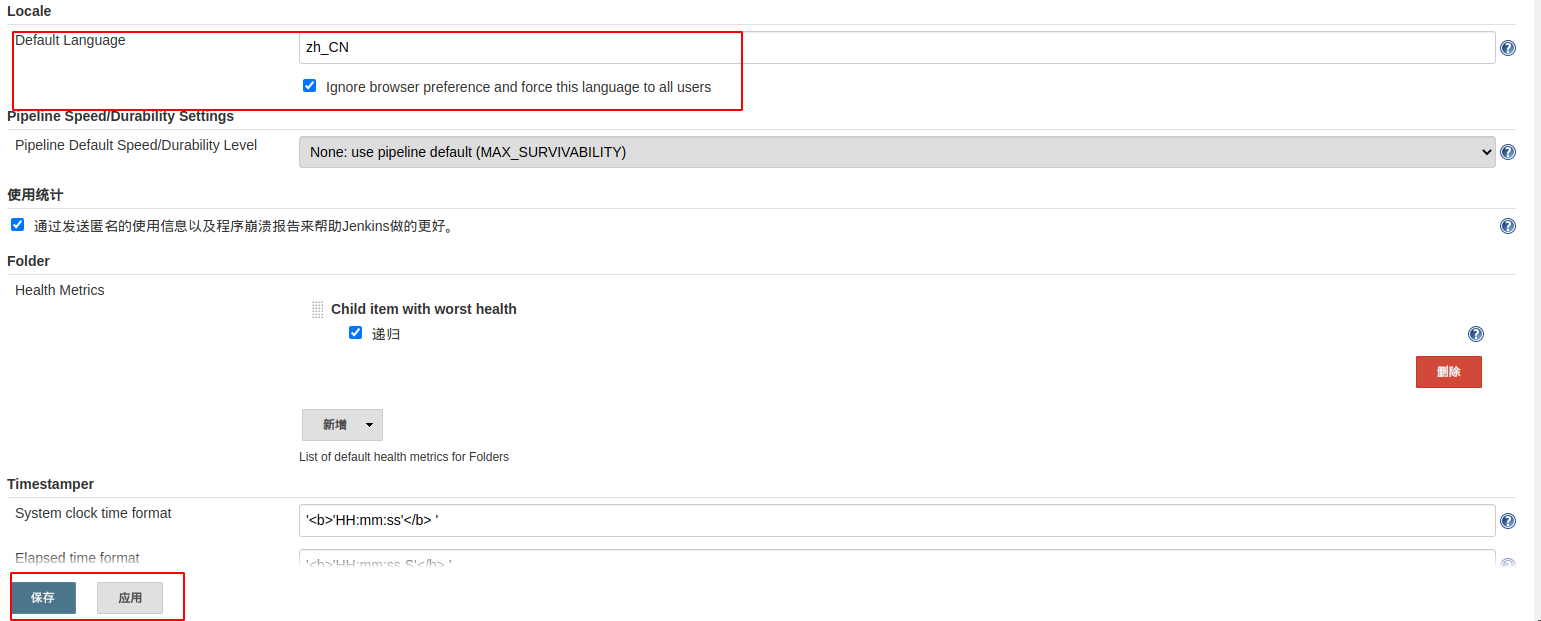 Locale
Default Language
zh_CN
Ignore browser preference and force this language to all users
Pipeline Speed/Durability Settings
Pipeline Default Speed/Durability Level
None: use pipeline default (MAX_SURVIVABILITY)
使用统计
通过发送匿名的使用信息以及程序崩溃报告来帮助Jenkins做的更好。
Folder
Health Metrics
Child item with worst health
递归
删除
新增
List of default health metrics for Folders
Timestamper
System clock time format
'<b>'HH:mm:ss'</b> '
Elapsed time format
'<b>'HH:mm:ss.S'</b> '
保存
应用